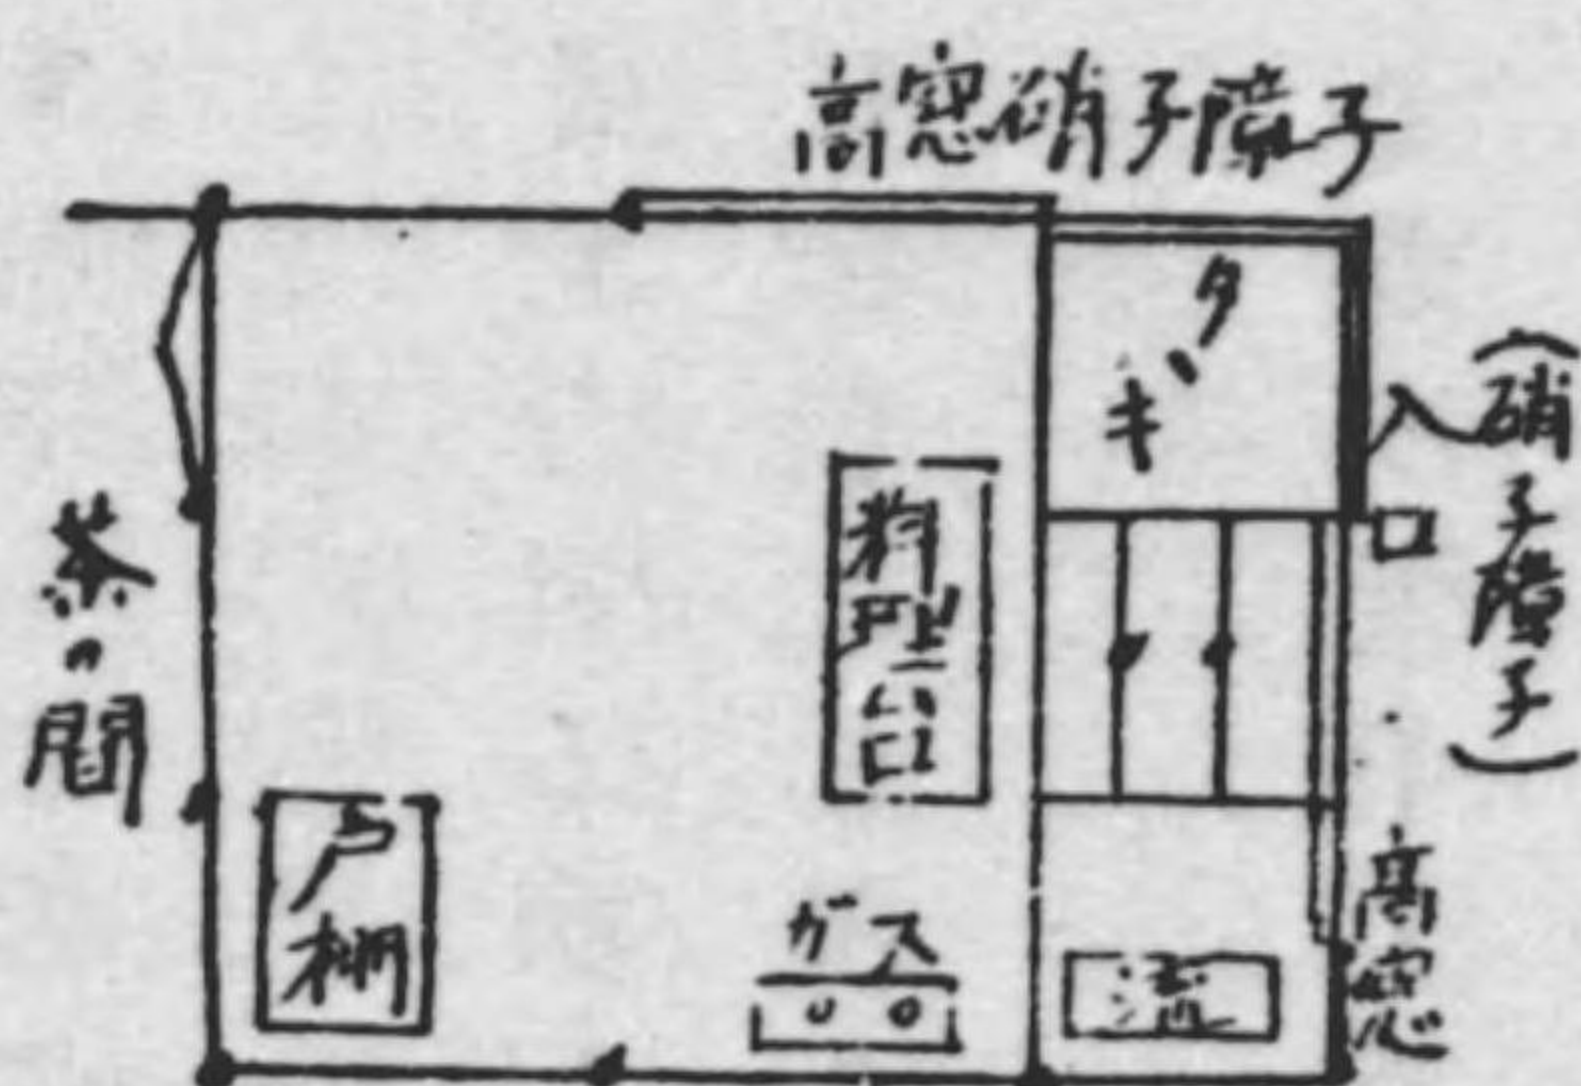 高窓硝子障子
タヽキ
入口
(硝子障子)
料理台
茶の間
戸棚
ガス
流
高窓